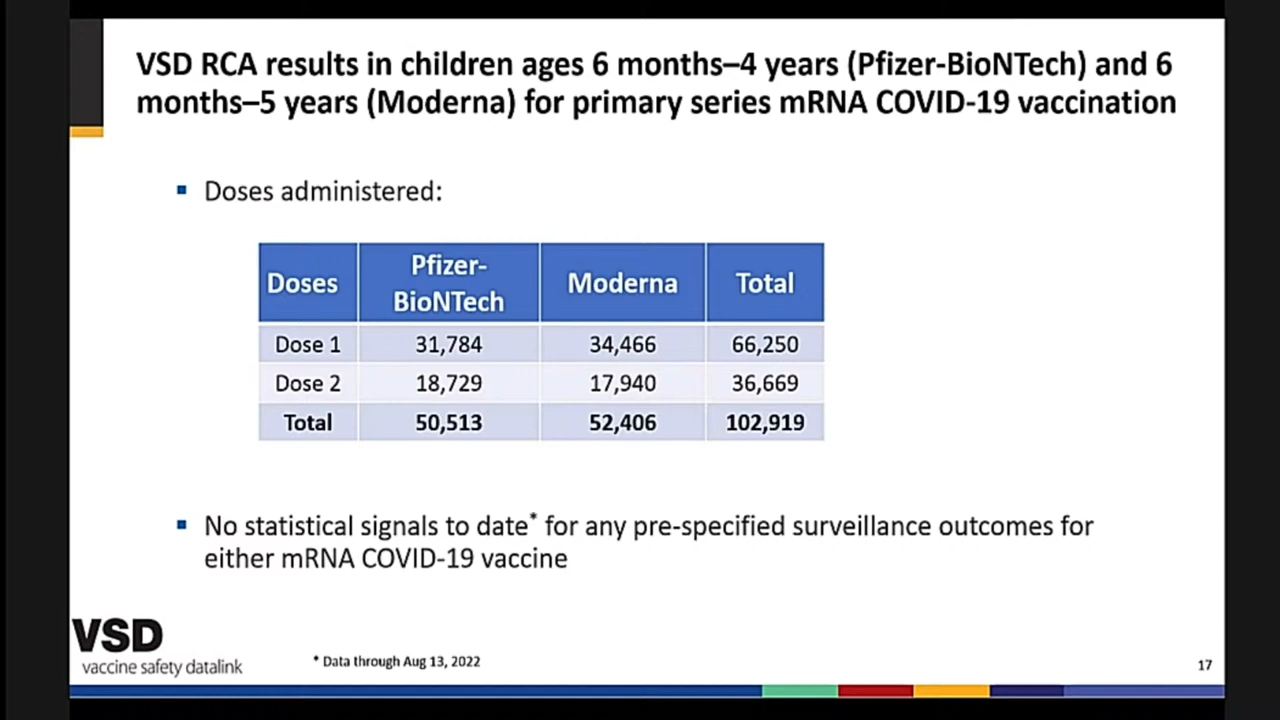 VSD RCA results in children ages 6 months–4 years (Pfizer-BioNTech) and 6
months–5 years (Moderna) for primary series mRNA COVID-19 vaccination
▪ Doses administered:
Doses Pfizer-BioNTech Moderna Total
Dose 1 31,784 34,466 66,250
Dose 2 18,729 17,940 36,669
Total 50,513 52,406 102,919
▪ No statistical signals to date* for any pre-specified surveillance outcomes for
either mRNA COVID-19 vaccine
VSD
vaccine safety datalink
* Data through Aug 13, 2022
17